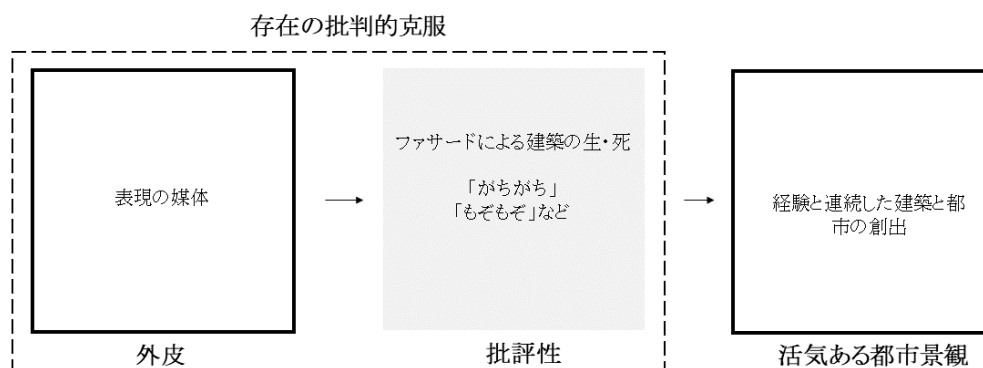 存在の批判的克服
表現の媒体
ファサードによる建築の生・死
「がちがち」
「もぞもぞ」など
経験と連続した建築と都
市の創出
外皮
批評性
活気ある都市景観